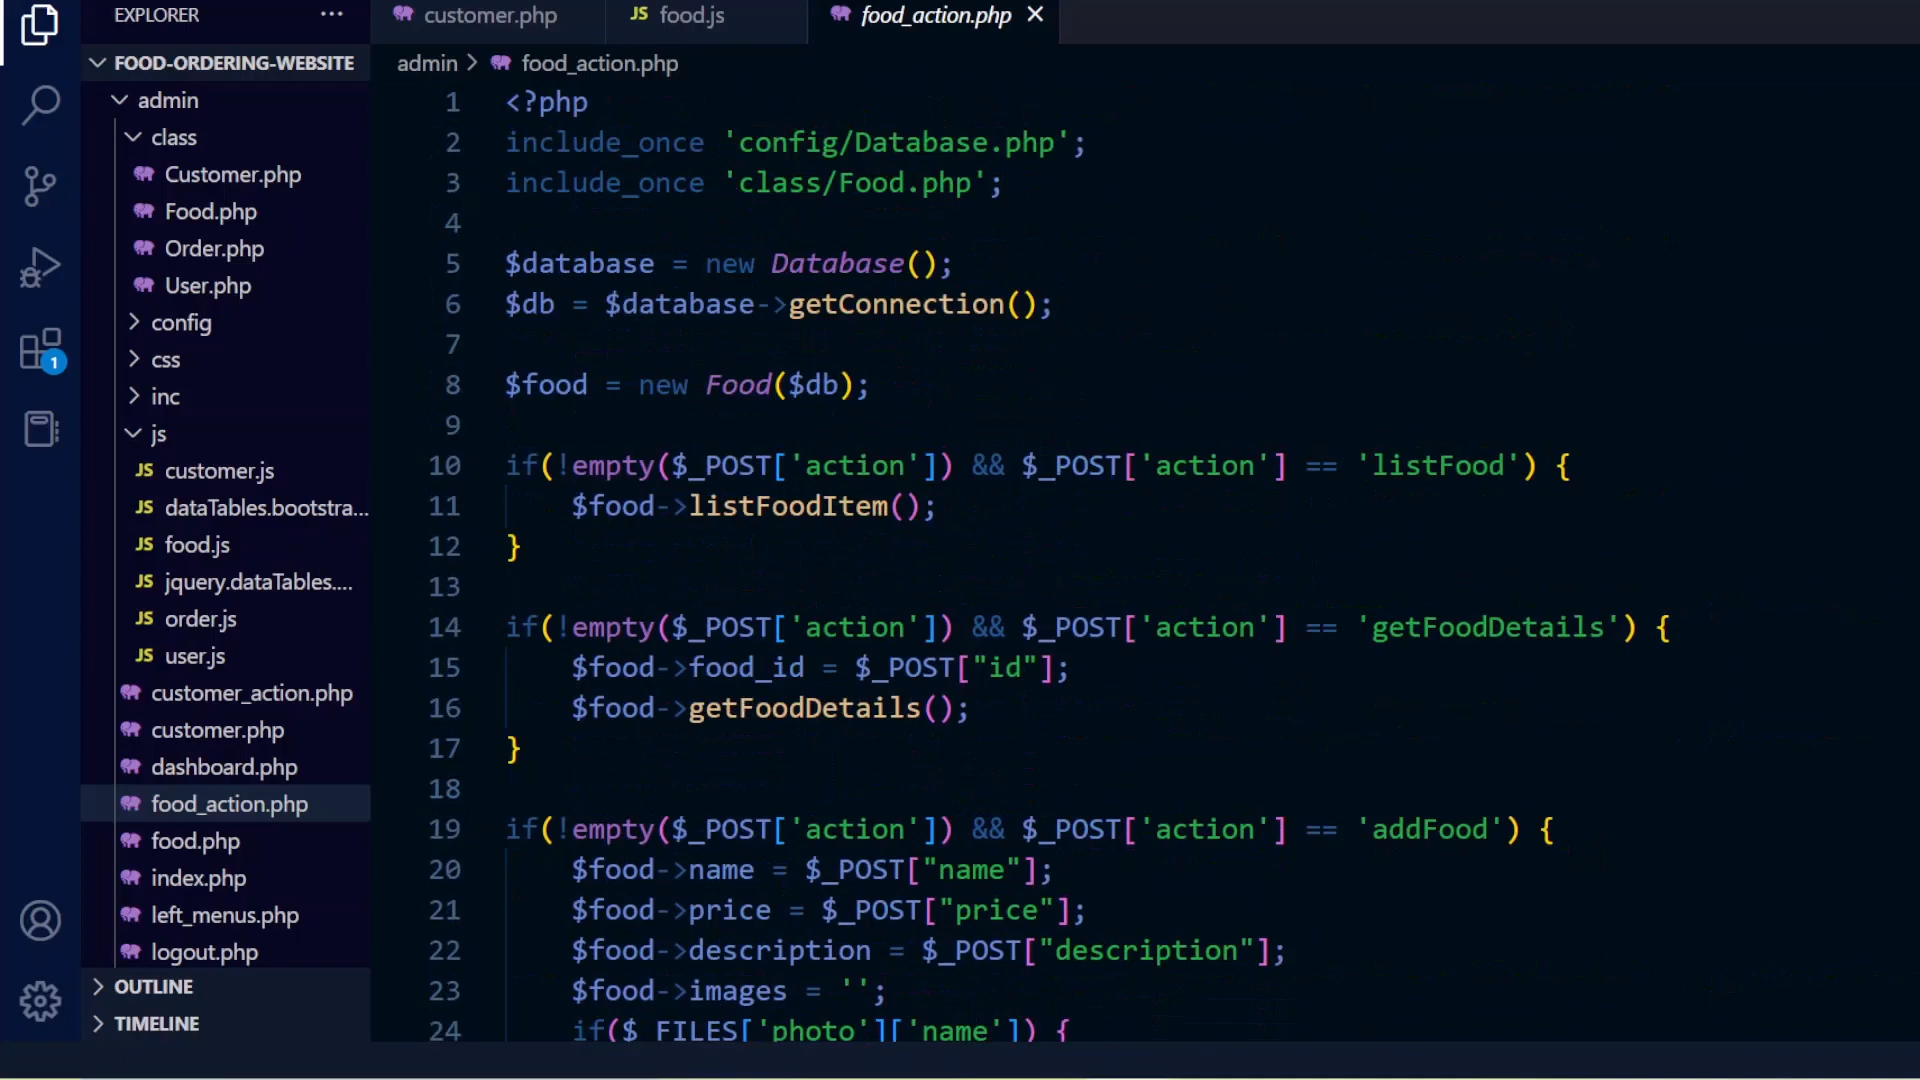 EXPLORER ...
FOOD-ORDERING-WEBSITE
admin
class
Customer.php
Food.php
Order.php
User.php
config
css
inc
js
JS customer.js
JS dataTables.bootstra...
JS food.js
JS jquery.dataTables....
JS order.js
JS user.js
customer_action.php
customer.php
dashboard.php
food_action.php
food.php
index.php
left_menus.php
logout.php
OUTLINE
TIMELINE
1
customer.php JS food.js food_action.php
admin > food_action.php
1 <?php
2 include_once 'config/Database.php';
3 include_once 'class/Food.php';
4
5 $database = new Database();
6 $db = $database->getConnection();
7
8 $food = new Food($db);
9
10 if(!empty($_POST['action']) && $_POST['action'] == 'listFood') {
11 $food->listFoodItem();
12 }
13
14 if(!empty($_POST['action']) && $_POST['action'] == 'getFoodDetails') {
15 $food->food_id = $_POST["id"];
16 $food->getFoodDetails();
17 }
18
19 if(!empty($_POST['action']) && $_POST['action'] == 'addFood') {
20 $food->name = $_POST["name"];
21 $food->price = $_POST["price"];
22 $food->description = $_POST["description"];
23 $food->images = '';
24 if($_FILES['photo']['name']) {